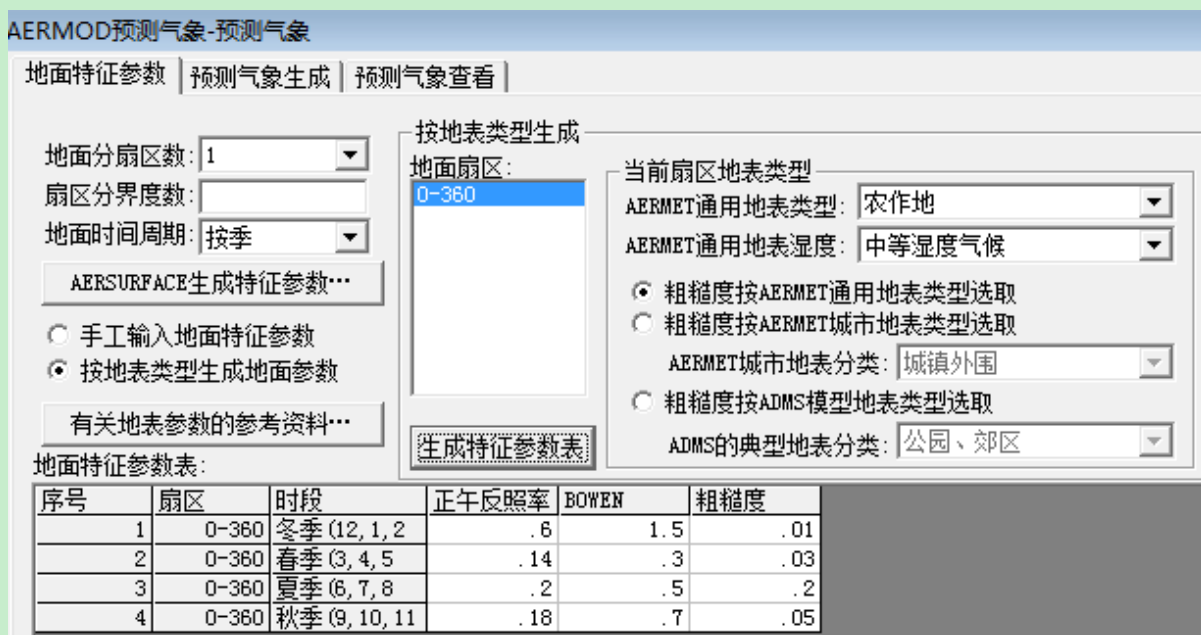 AERMOD预测气象-预测气象
地面特征参数 预测气象生成 预测气象查看
地面分扇区数: 1
扇区分界度数:
地面时间周期: 按季
AERSURFACE生成特征参数…
手工输入地面特征参数
按地表类型生成地面参数
有关地表参数的参考资料…
按地表类型生成
地面扇区:
0-360
生成特征参数表
当前扇区地表类型
AERMET通用地表类型: 农作地
AERMET通用地表湿度: 中等湿度气候
粗糙度按AERMET通用地表类型选取
粗糙度按AERMET城市地表类型选取
AERMET城市地表分类: 城镇外围
粗糙度按ADMS模型地表类型选取
ADMS的典型地表分类: 公园、郊区
地面特征参数表:
序号 扇区 时段 正午反照率 BOWEN 粗糙度
1 0-360 冬季(12,1,2 .6 1.5 .01
2 0-360 春季(3,4,5 .14 .3 .03
3 0-360 夏季(6,7,8 .2 .5 .2
4 0-360 秋季(9,10,11 .18 .7 .05